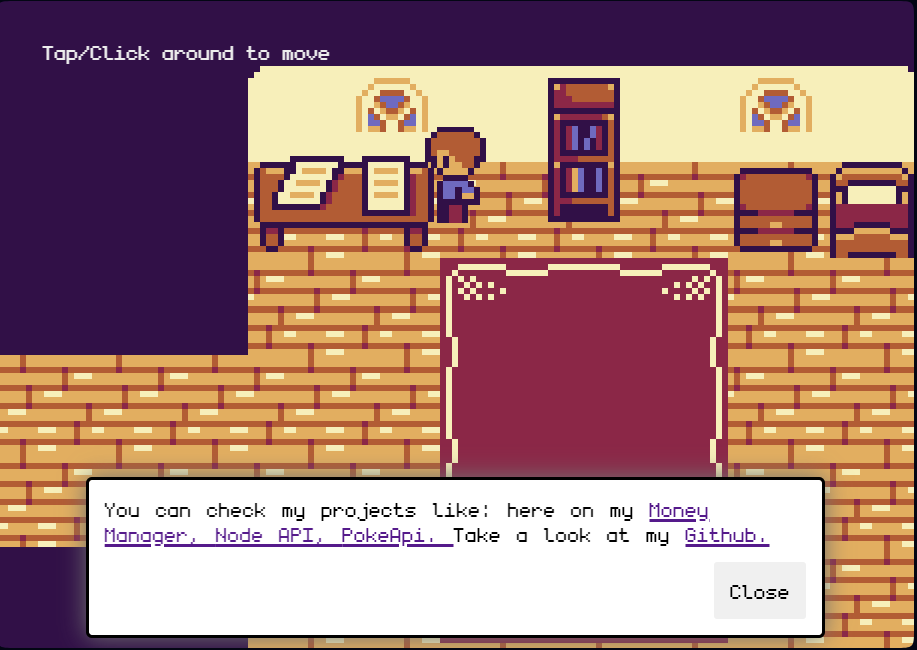 Tap/Click around to move
You can check my projects like: here on my Money
Manager, Node API, PokeApi. Take a look at my Github.
Close